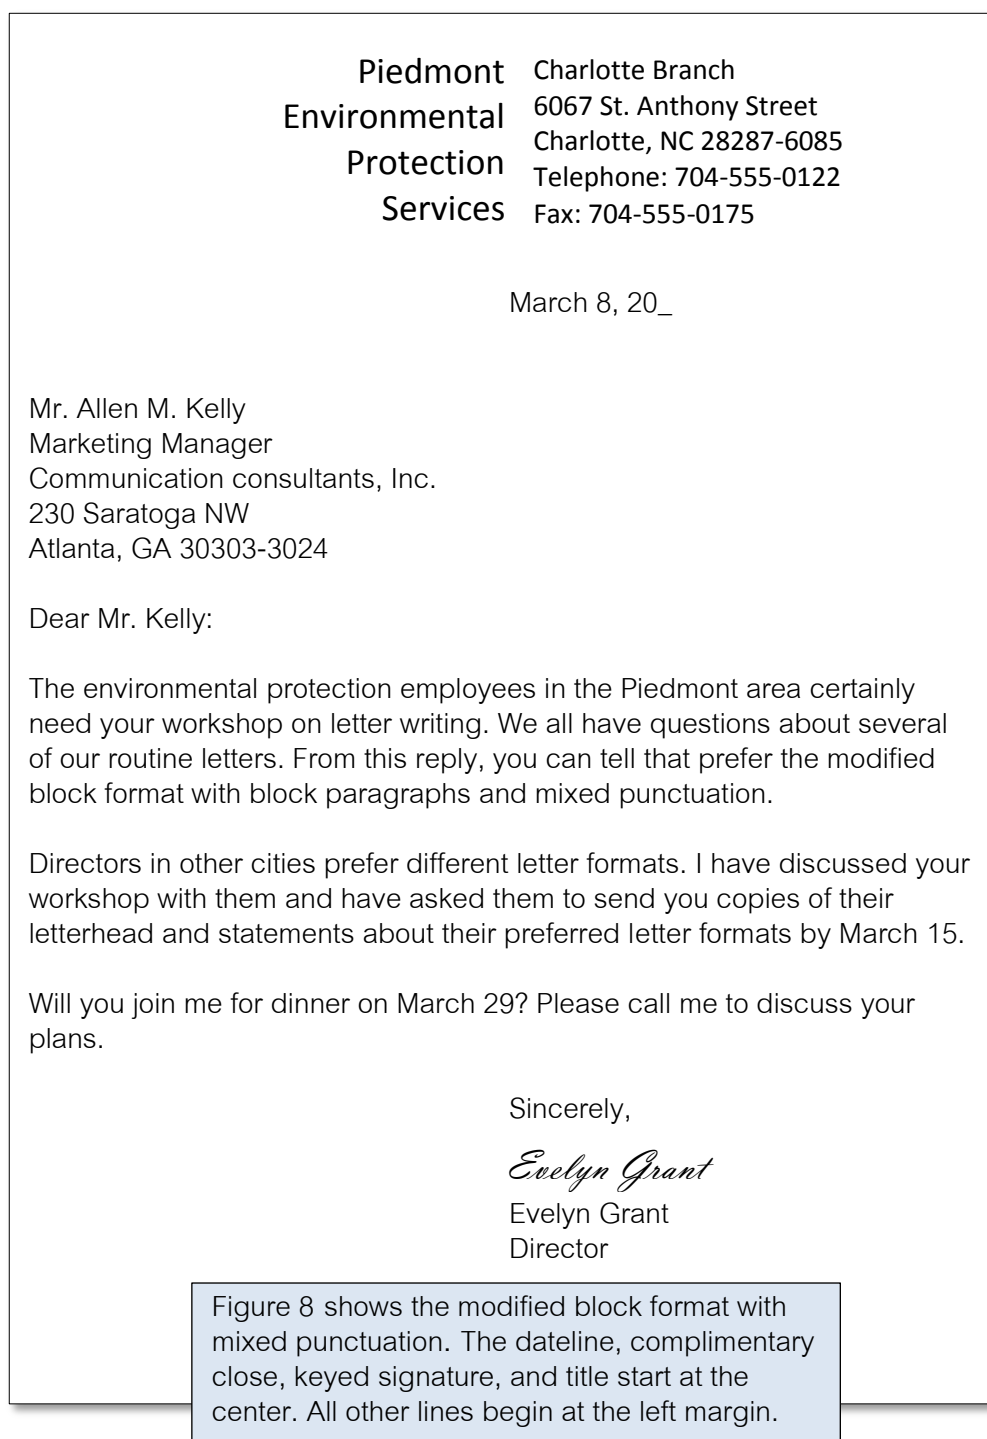 Piedmont
Environmental
Protection
Services
Charlotte Branch
6067 St. Anthony Street
Charlotte, NC 28287-6085
Telephone: 704-555-0122
Fax: 704-555-0175
March 8, 20_
Mr. Allen M. Kelly
Marketing Manager
Communication consultants, Inc.
230 Saratoga NW
Atlanta, GA 30303-3024
Dear Mr. Kelly:
The environmental protection employees in the Piedmont area certainly
need your workshop on letter writing. We all have questions about several
of our routine letters. From this reply, you can tell that prefer the modified
block format with block paragraphs and mixed punctuation.
Directors in other cities prefer different letter formats. I have discussed your
workshop with them and have asked them to send you copies of their
letterhead and statements about their preferred letter formats by March 15.
Will you join me for dinner on March 29? Please call me to discuss your
plans.
Sincerely,
Evelyn Grant
Evelyn Grant
Director
Figure 8 shows the modified block format with
mixed punctuation. The dateline, complimentary
close, keyed signature, and title start at the
center. All other lines begin at the left margin.